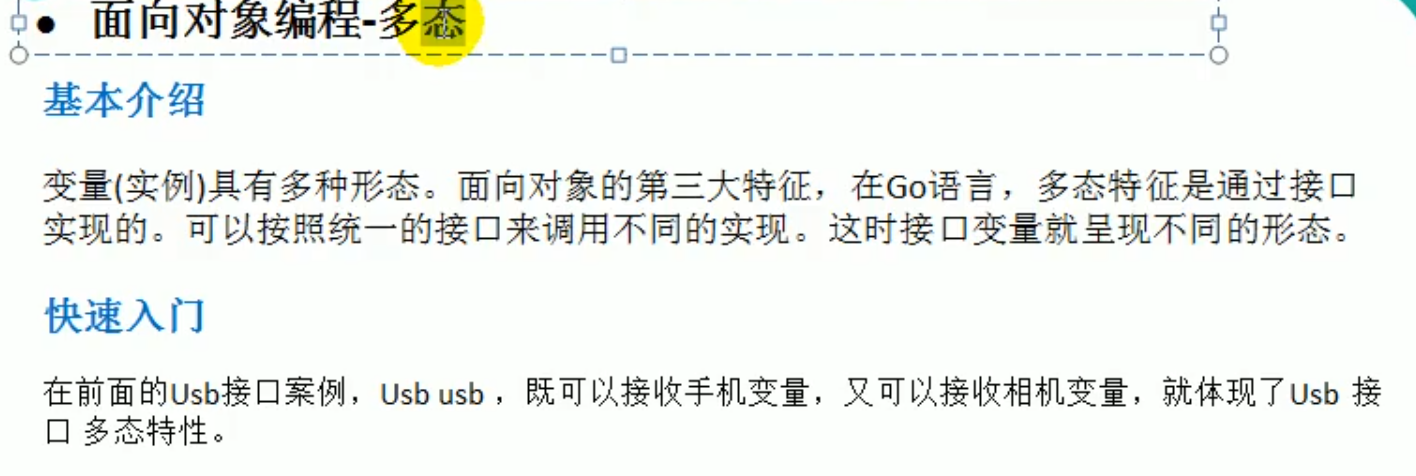 ● 面向对象编程-多态
基本介绍
变量(实例)具有多种形态。面向对象的第三大特征，在Go语言，多态特征是通过接口
实现的。可以按照统一的接口来调用不同的实现。这时接口变量就呈现不同的形态。
快速入门
在前面的Usb接口案例，Usb usb ，既可以接收手机变量，又可以接收相机变量，就体现了Usb 接
口 多态特性。